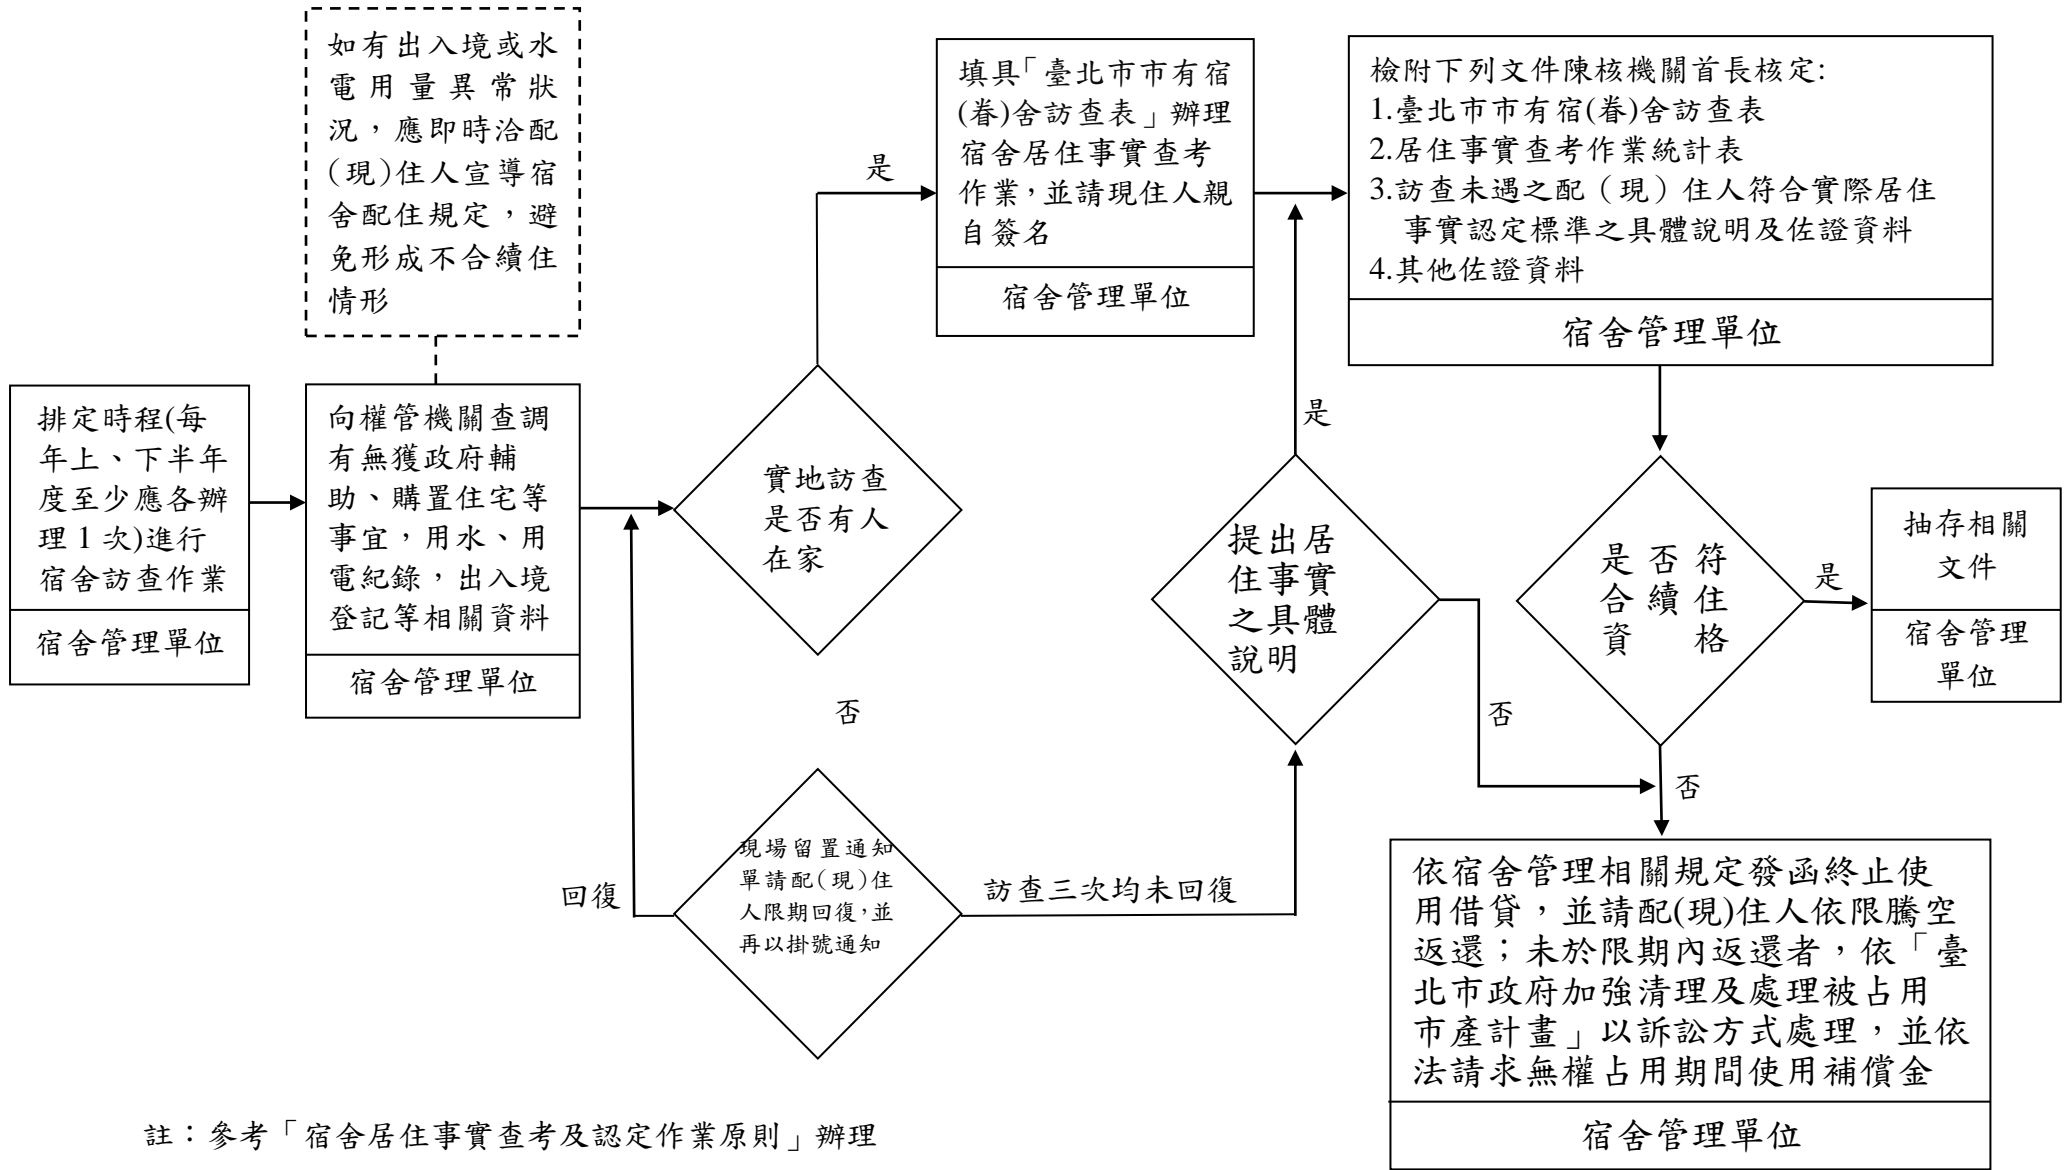 如有出入境或水
電用量異常狀
況，應即時洽配
(現)住人宣導宿
舍配住規定，避
免形成不合續住
情形
排定時程(每
年上、下半年
度至少應各辦
理 1 次)進行
宿舍訪查作業
宿舍管理單位
向權管機關查調
有無獲政府輔
助、購置住宅等
事宜，用水、用
電紀錄，出入境
登記等相關資料
宿舍管理單位
實地訪查
是否有人
在家
是
否
填具「臺北市市有宿
(眷)舍訪查表」辦理
宿舍居住事實查考
作業，並請現住人親
自簽名
宿舍管理單位
現場留置通知
單請配(現)住
人限期回復，並
再以掛號通知
回復
訪查三次均未回復
提出居
住事實
之具體
說明
是
否
檢附下列文件陳核機關首長核定:
1.臺北市市有宿(眷)舍訪查表
2.居住事實查考作業統計表
3.訪查未遇之配（現）住人符合實際居住
事實認定標準之具體說明及佐證資料
4.其他佐證資料
宿舍管理單位
是否符
合續住
資格
是
否
抽存相關
文件
宿舍管理
單位
依宿舍管理相關規定發函終止使
用借貸，並請配(現)住人依限騰空
返還；未於限期內返還者，依「臺
北市政府加強清理及處理被占用
市產計畫」以訴訟方式處理，並依
法請求無權占用期間使用補償金
宿舍管理單位
註：參考「宿舍居住事實查考及認定作業原則」辦理